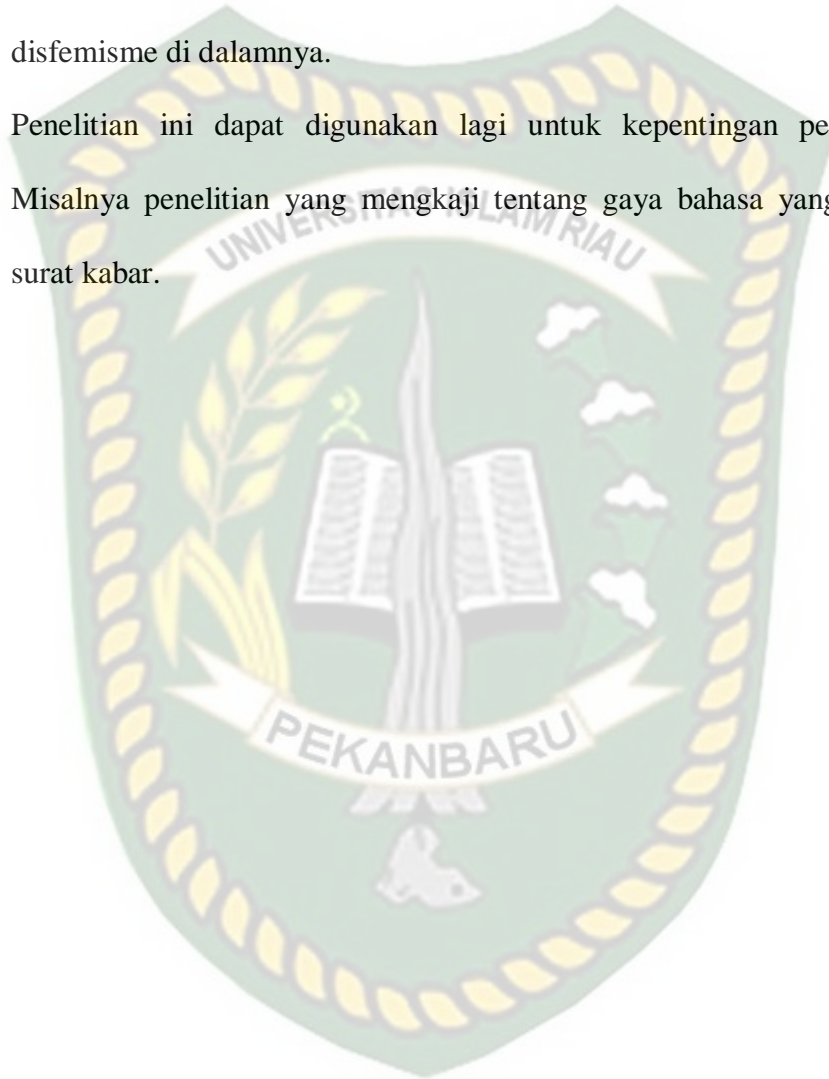 disfemisme di dalamnya.
Penelitian ini dapat digunakan lagi untuk kepentingan pe
Misalnya penelitian yang mengkaji tentang gaya bahasa yang
surat kabar.
UNIVERSITAS ISLAM RIAU
PEKANBARU